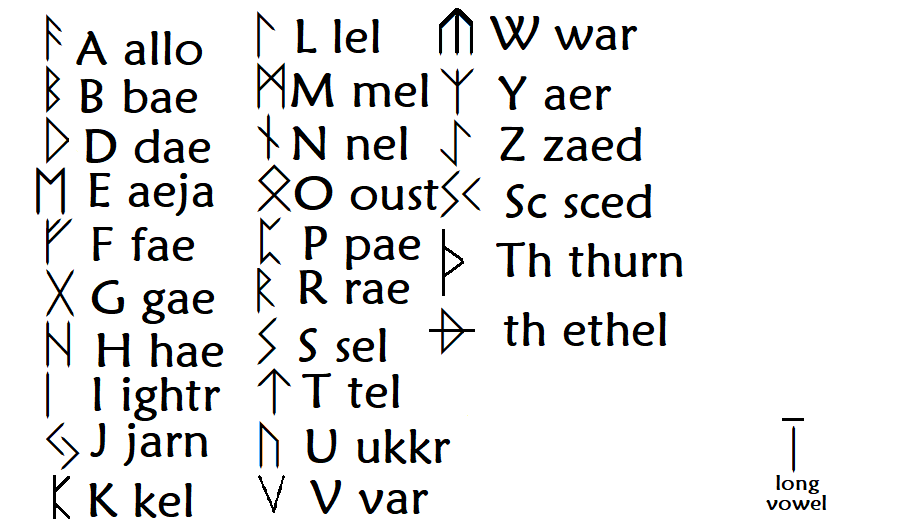 ᚨ A allo
ᛒ B bae
ᚦ D dae
ᛖ E aeja
ᚠ F fae
ᚷ G gae
ᚺ H hae
ᛁ I ightr
ᛃ J jarn
K K kel
ᛚ L lel
ᛗ M mel
ᚾ N nel
ᛟ O oust
ᛈ P pae
ᚱ R rae
ᛊ S sel
ᛏ T tel
ᚢ U ukkr
V V var
W war
ᛉ Y aer
Z zaed
ᛊᚲ Sc sced
ᚦ Th thurn
th ethel
long
vowel